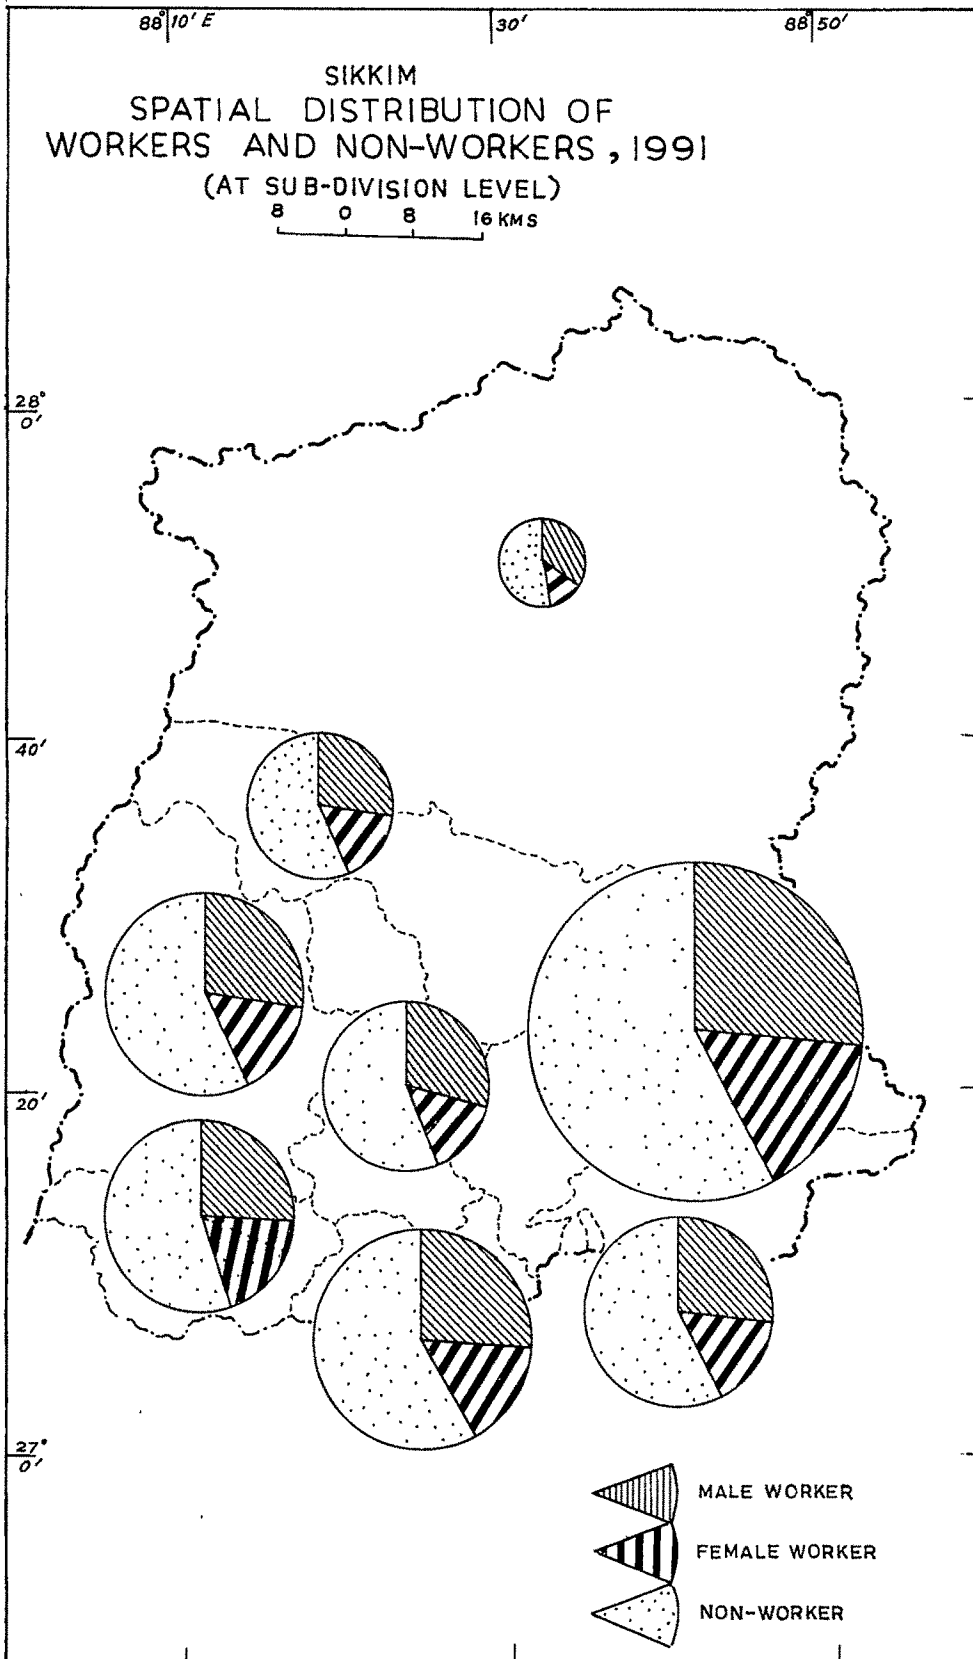 88° 10' E 30' 88° 50'
SIKKIM
SPATIAL DISTRIBUTION OF
WORKERS AND NON-WORKERS, 1991
(AT SUB-DIVISION LEVEL)
8 0 8 16 KMS
28°
0'
40'
20'
27°
0'
MALE WORKER
FEMALE WORKER
NON-WORKER